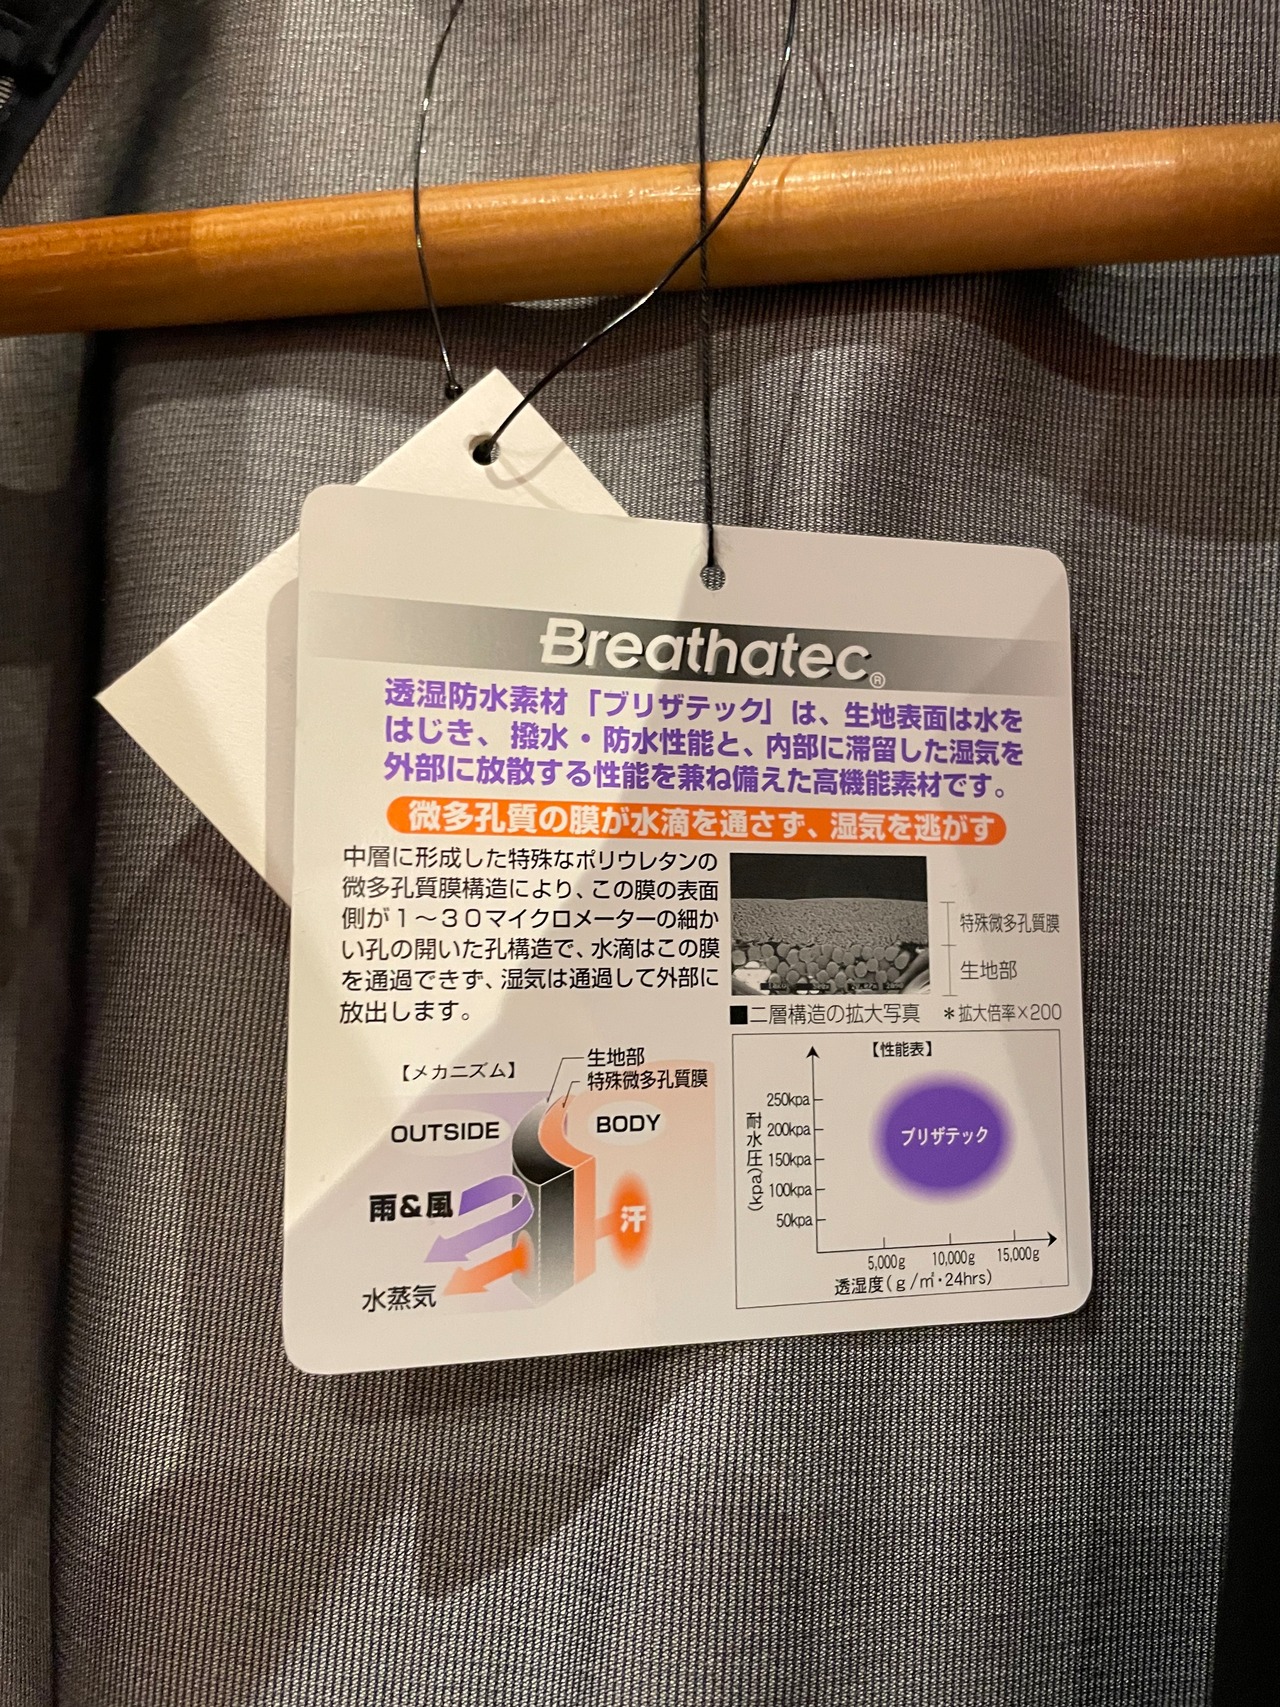 Breathatec®
透湿防水素材「ブリザテック」は、生地表面は水を
はじき、撥水・防水性能と、内部に滞留した湿気を
外部に放散する性能を兼ね備えた高機能素材です。
微多孔質の膜が水滴を通さず、湿気を逃がす
中層に形成した特殊なポリウレタンの
微多孔質膜構造により、この膜の表面
側が1～30マイクロメーターの細か
い孔の開いた孔構造で、水滴はこの膜
を通過できず、湿気は通過して外部に
放出します。
特殊微多孔質膜
生地部
■二層構造の拡大写真 *拡大倍率×200
【メカニズム】
生地部
特殊微多孔質膜
OUTSIDE
BODY
雨&風
汗
水蒸気
【性能表】
耐水圧(kpa)
250kpa
200kpa
150kpa
100kpa
50kpa
ブリザテック
5,000g 10,000g 15,000g
透湿度(g/㎡・24hrs)